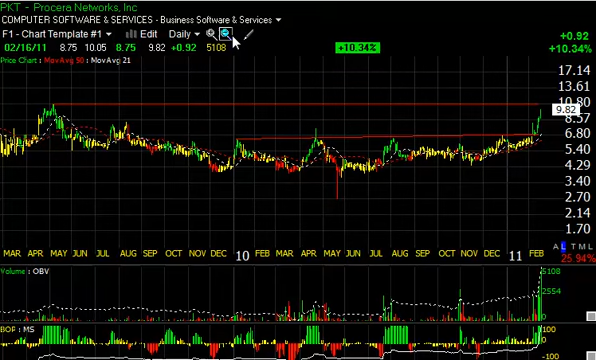 PKT - Procera Networks, Inc
COMPUTER SOFTWARE & SERVICES - Business Software & Services
F1 - Chart Template #1 Edit Daily
+0.92
+10.34%
02/16/11 8.75 10.05 8.75 9.82 +0.92 5108 +10.34%
Price Chart : MovAvg 50 : MovAvg 21
17.14
13.61
10.80
9.82
8.57
6.80
5.40
4.29
3.40
2.70
2.14
1.70
MAR APR MAY JUN JUL AUG SEP OCT NOV DEC 10 FEB MAR APR MAY JUN JUL AUG SEP OCT NOV DEC 11 FEB
A L T M L
25.94%
Volume : OBV
5108
2554
BOP : MS
100
0
-100